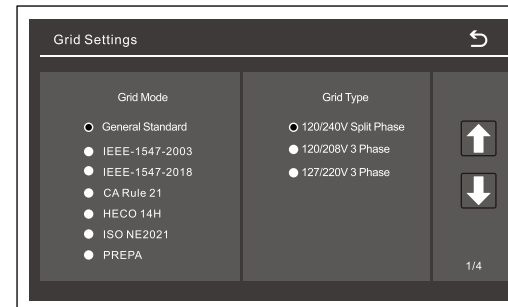 Grid Settings
Grid Mode
General Standard
IEEE-1547-2003
IEEE-1547-2018
CA Rule 21
HECO 14H
ISO NE2021
PREPA
Grid Type
120/240V Split Phase
120/208V 3 Phase
127/220V 3 Phase
1/4